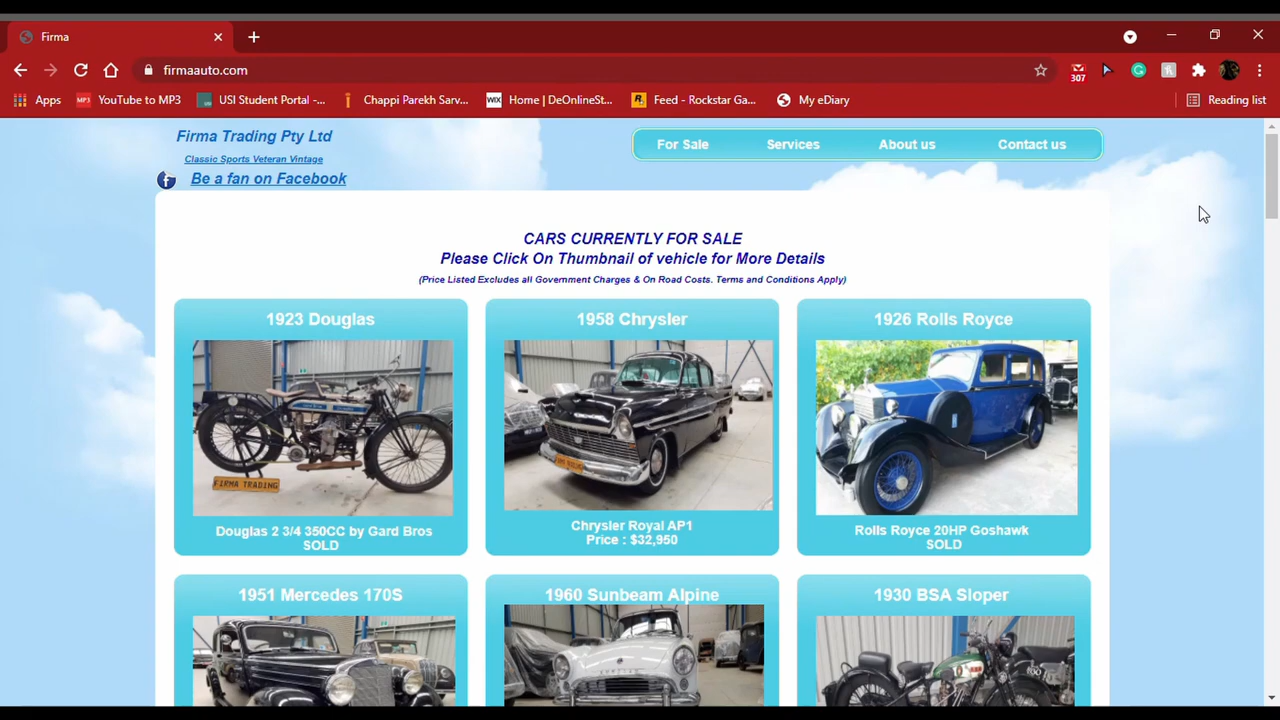 Firma
firmaauto.com
307
Apps
MP3 YouTube to MP3
USI Student Portal -...
Chappi Parekh Sarv...
WIX Home | DeOnlineSt...
Feed - Rockstar Ga...
My eDiary
Reading list
Firma Trading Pty Ltd
Classic Sports Veteran Vintage
Be a fan on Facebook
For Sale Services About us Contact us
CARS CURRENTLY FOR SALE
Please Click On Thumbnail of vehicle for More Details
(Price Listed Excludes all Government Charges & On Road Costs. Terms and Conditions Apply)
1923 Douglas
FIRMA TRADING
Douglas 2 3/4 350CC by Gard Bros
SOLD
1958 Chrysler
Chrysler Royal AP1
Price : $32,950
1926 Rolls Royce
Rolls Royce 20HP Goshawk
SOLD
1951 Mercedes 170S
1960 Sunbeam Alpine
1930 BSA Sloper